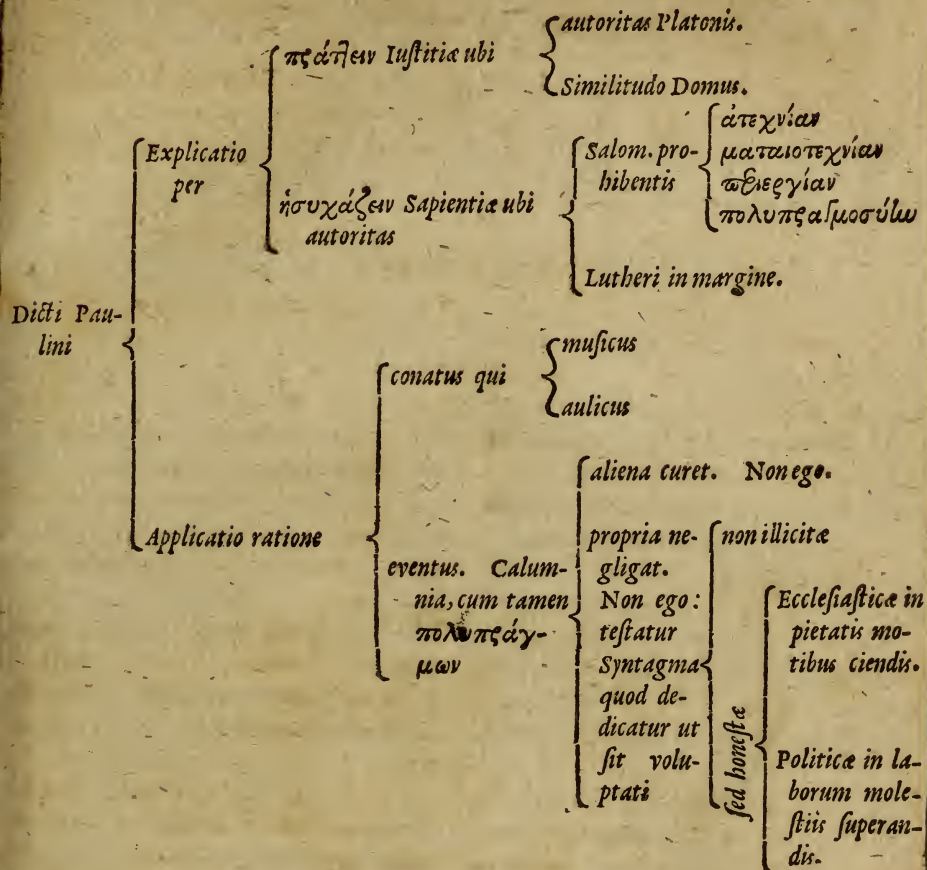 Dicti Pau-
lini
Explicatio
per
πράττειν Iustitiæ ubi
autoritas Platonis.
Similitudo Domus.
ἡσυχάζειν Sapientiæ ubi
autoritas
Salom. pro-
hibentis
ἀτεχνίαν
ματαιοτεχνίαν
περιεργίαν
πολυπραγμοσύνην
Lutheri in margine.
Applicatio ratione
conatus qui
musicus
aulicus
eventus. Calum-
nia, cum tamen
πολυπράγ-
μων
aliena curet. Non ego.
propria ne-
gligat.
Non ego:
testatur
Syntagma
quod de-
dicatur ut
sit volu-
ptati
non illicitæ
sed honestæ
Ecclesiasticæ in
pietatis mo-
tibus ciendis.
Politicæ in la-
borum mole-
stiis superan-
dis.